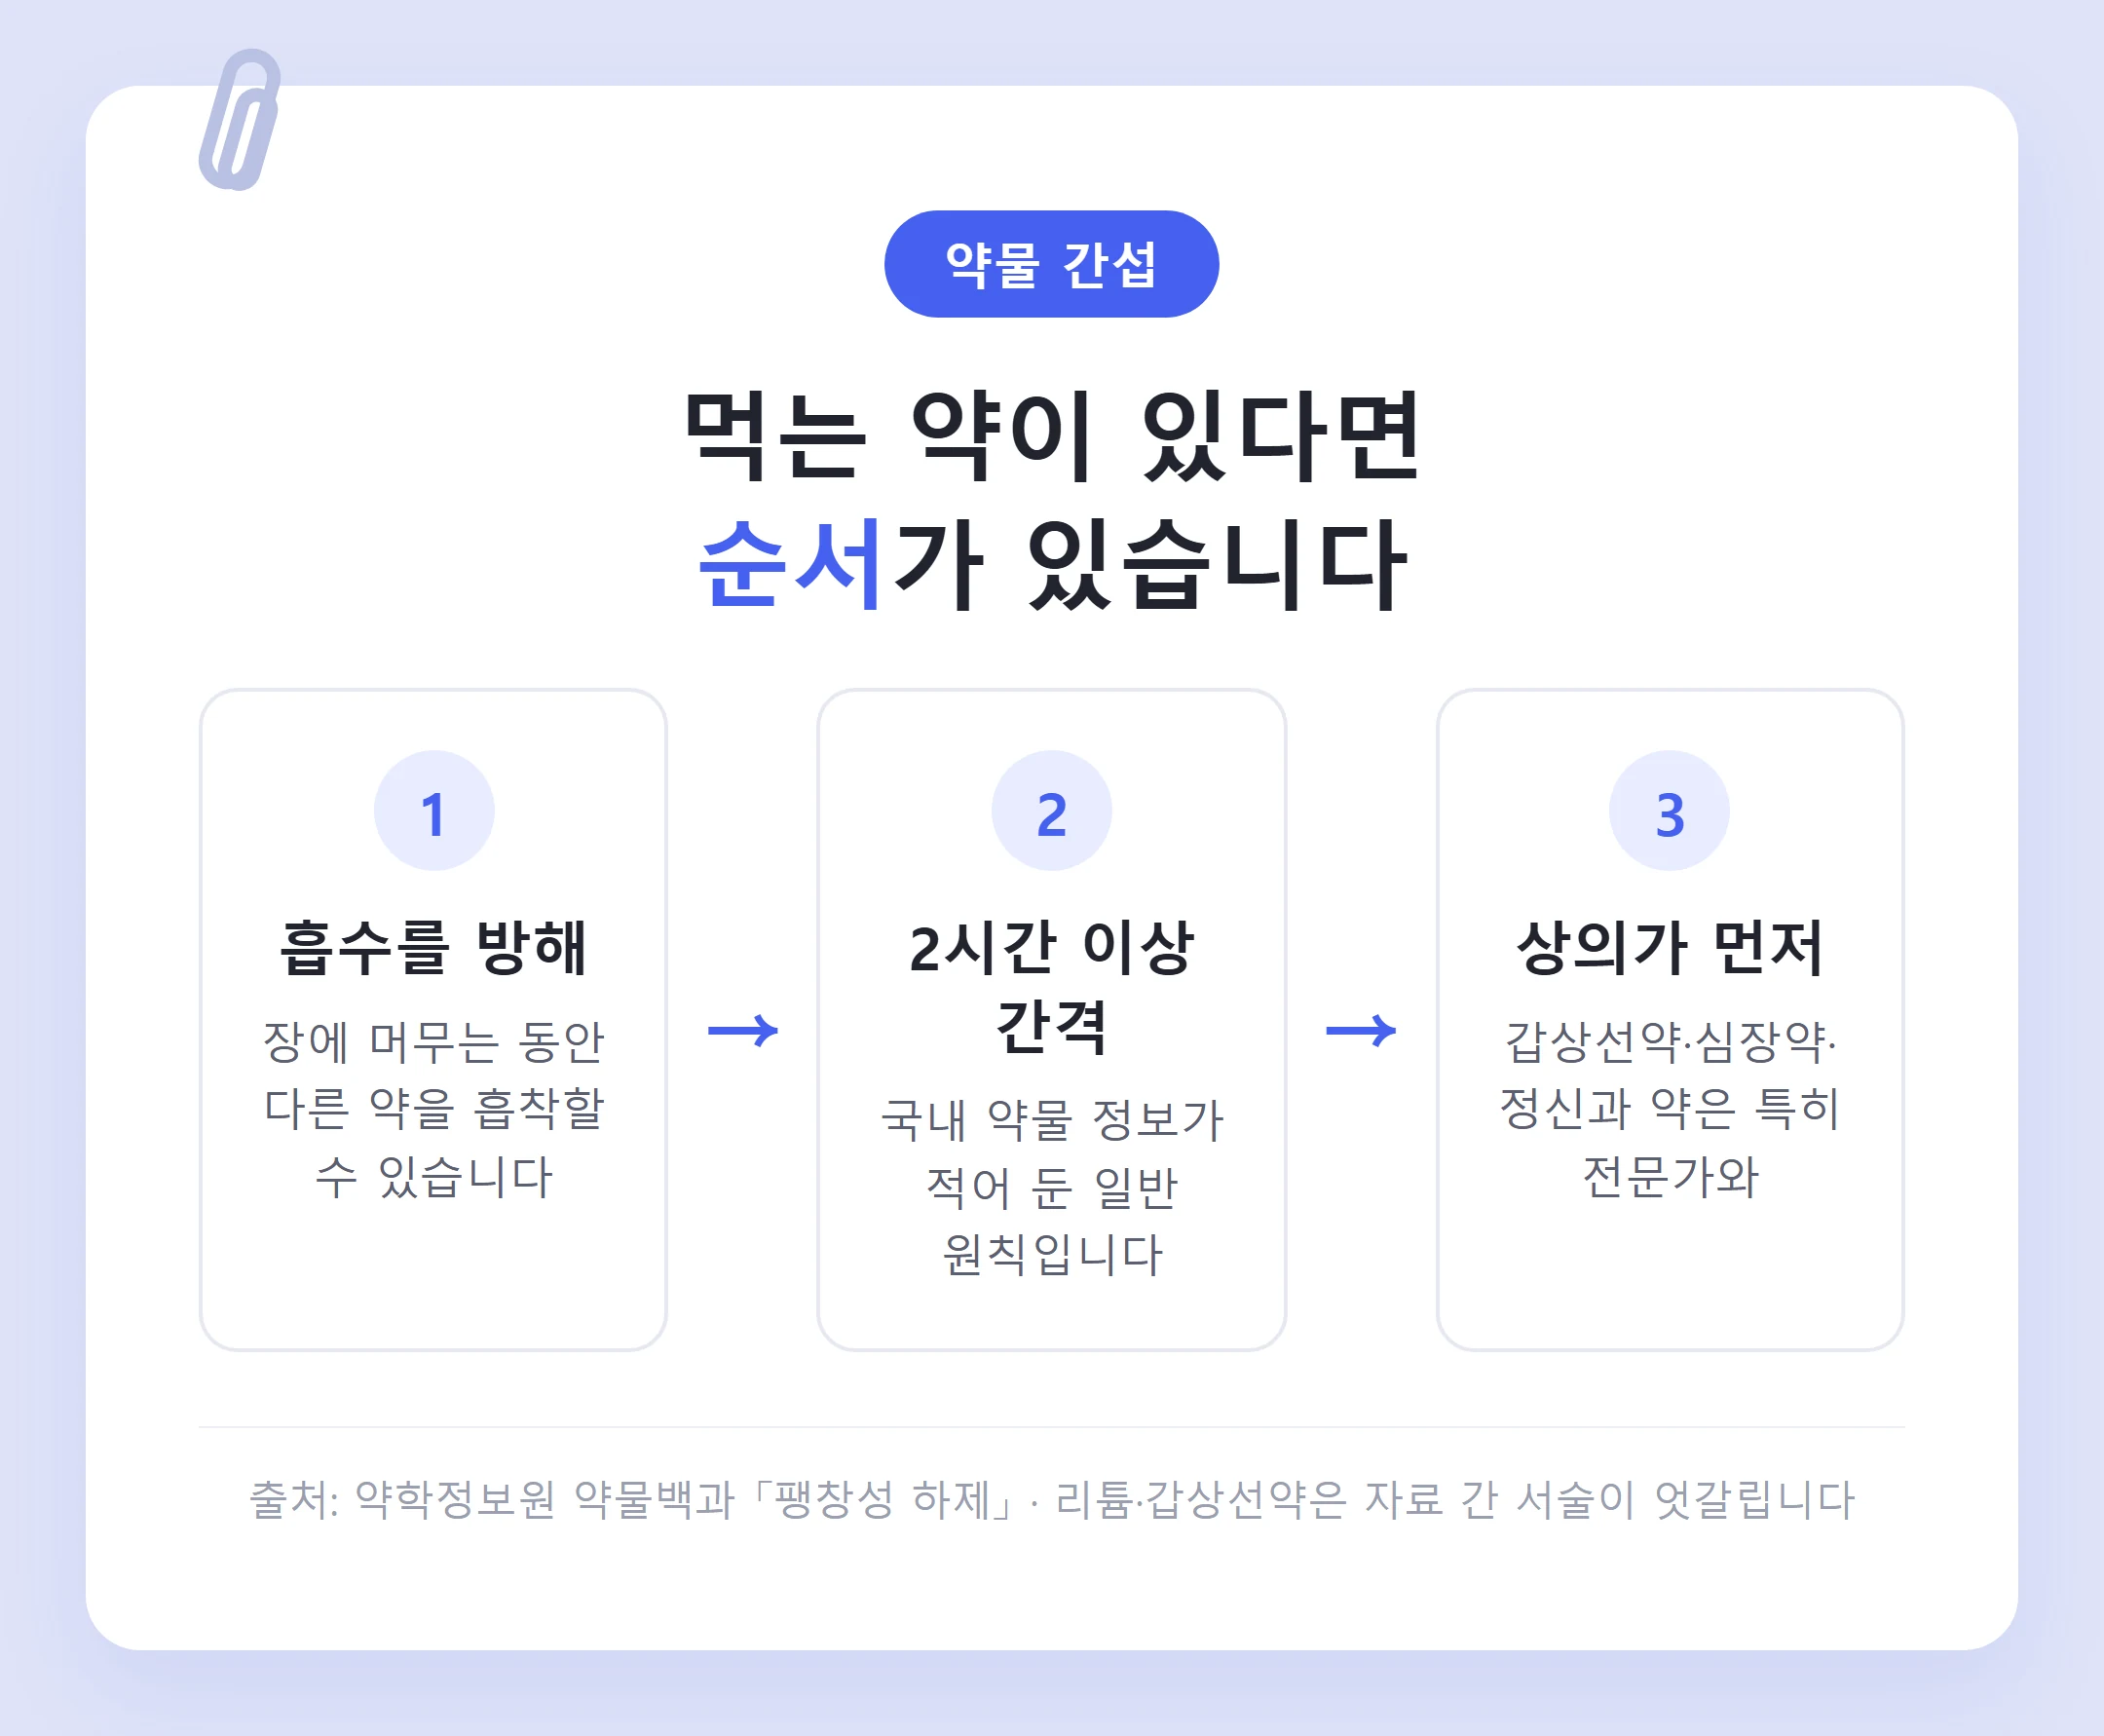 약물 간섭
먹는 약이 있다면
순서가 있습니다
1
흡수를 방해
장에 머무는 동안
다른 약을 흡착할
수 있습니다
→
2
2시간 이상
간격
국내 약물 정보가
적어 둔 일반
원칙입니다
→
3
상의가 먼저
갑상선약·심장약·
정신과 약은 특히
전문가와
출처: 약학정보원 약물백과「팽창성 하제」· 리튬·갑상선약은 자료 간 서술이 엇갈립니다